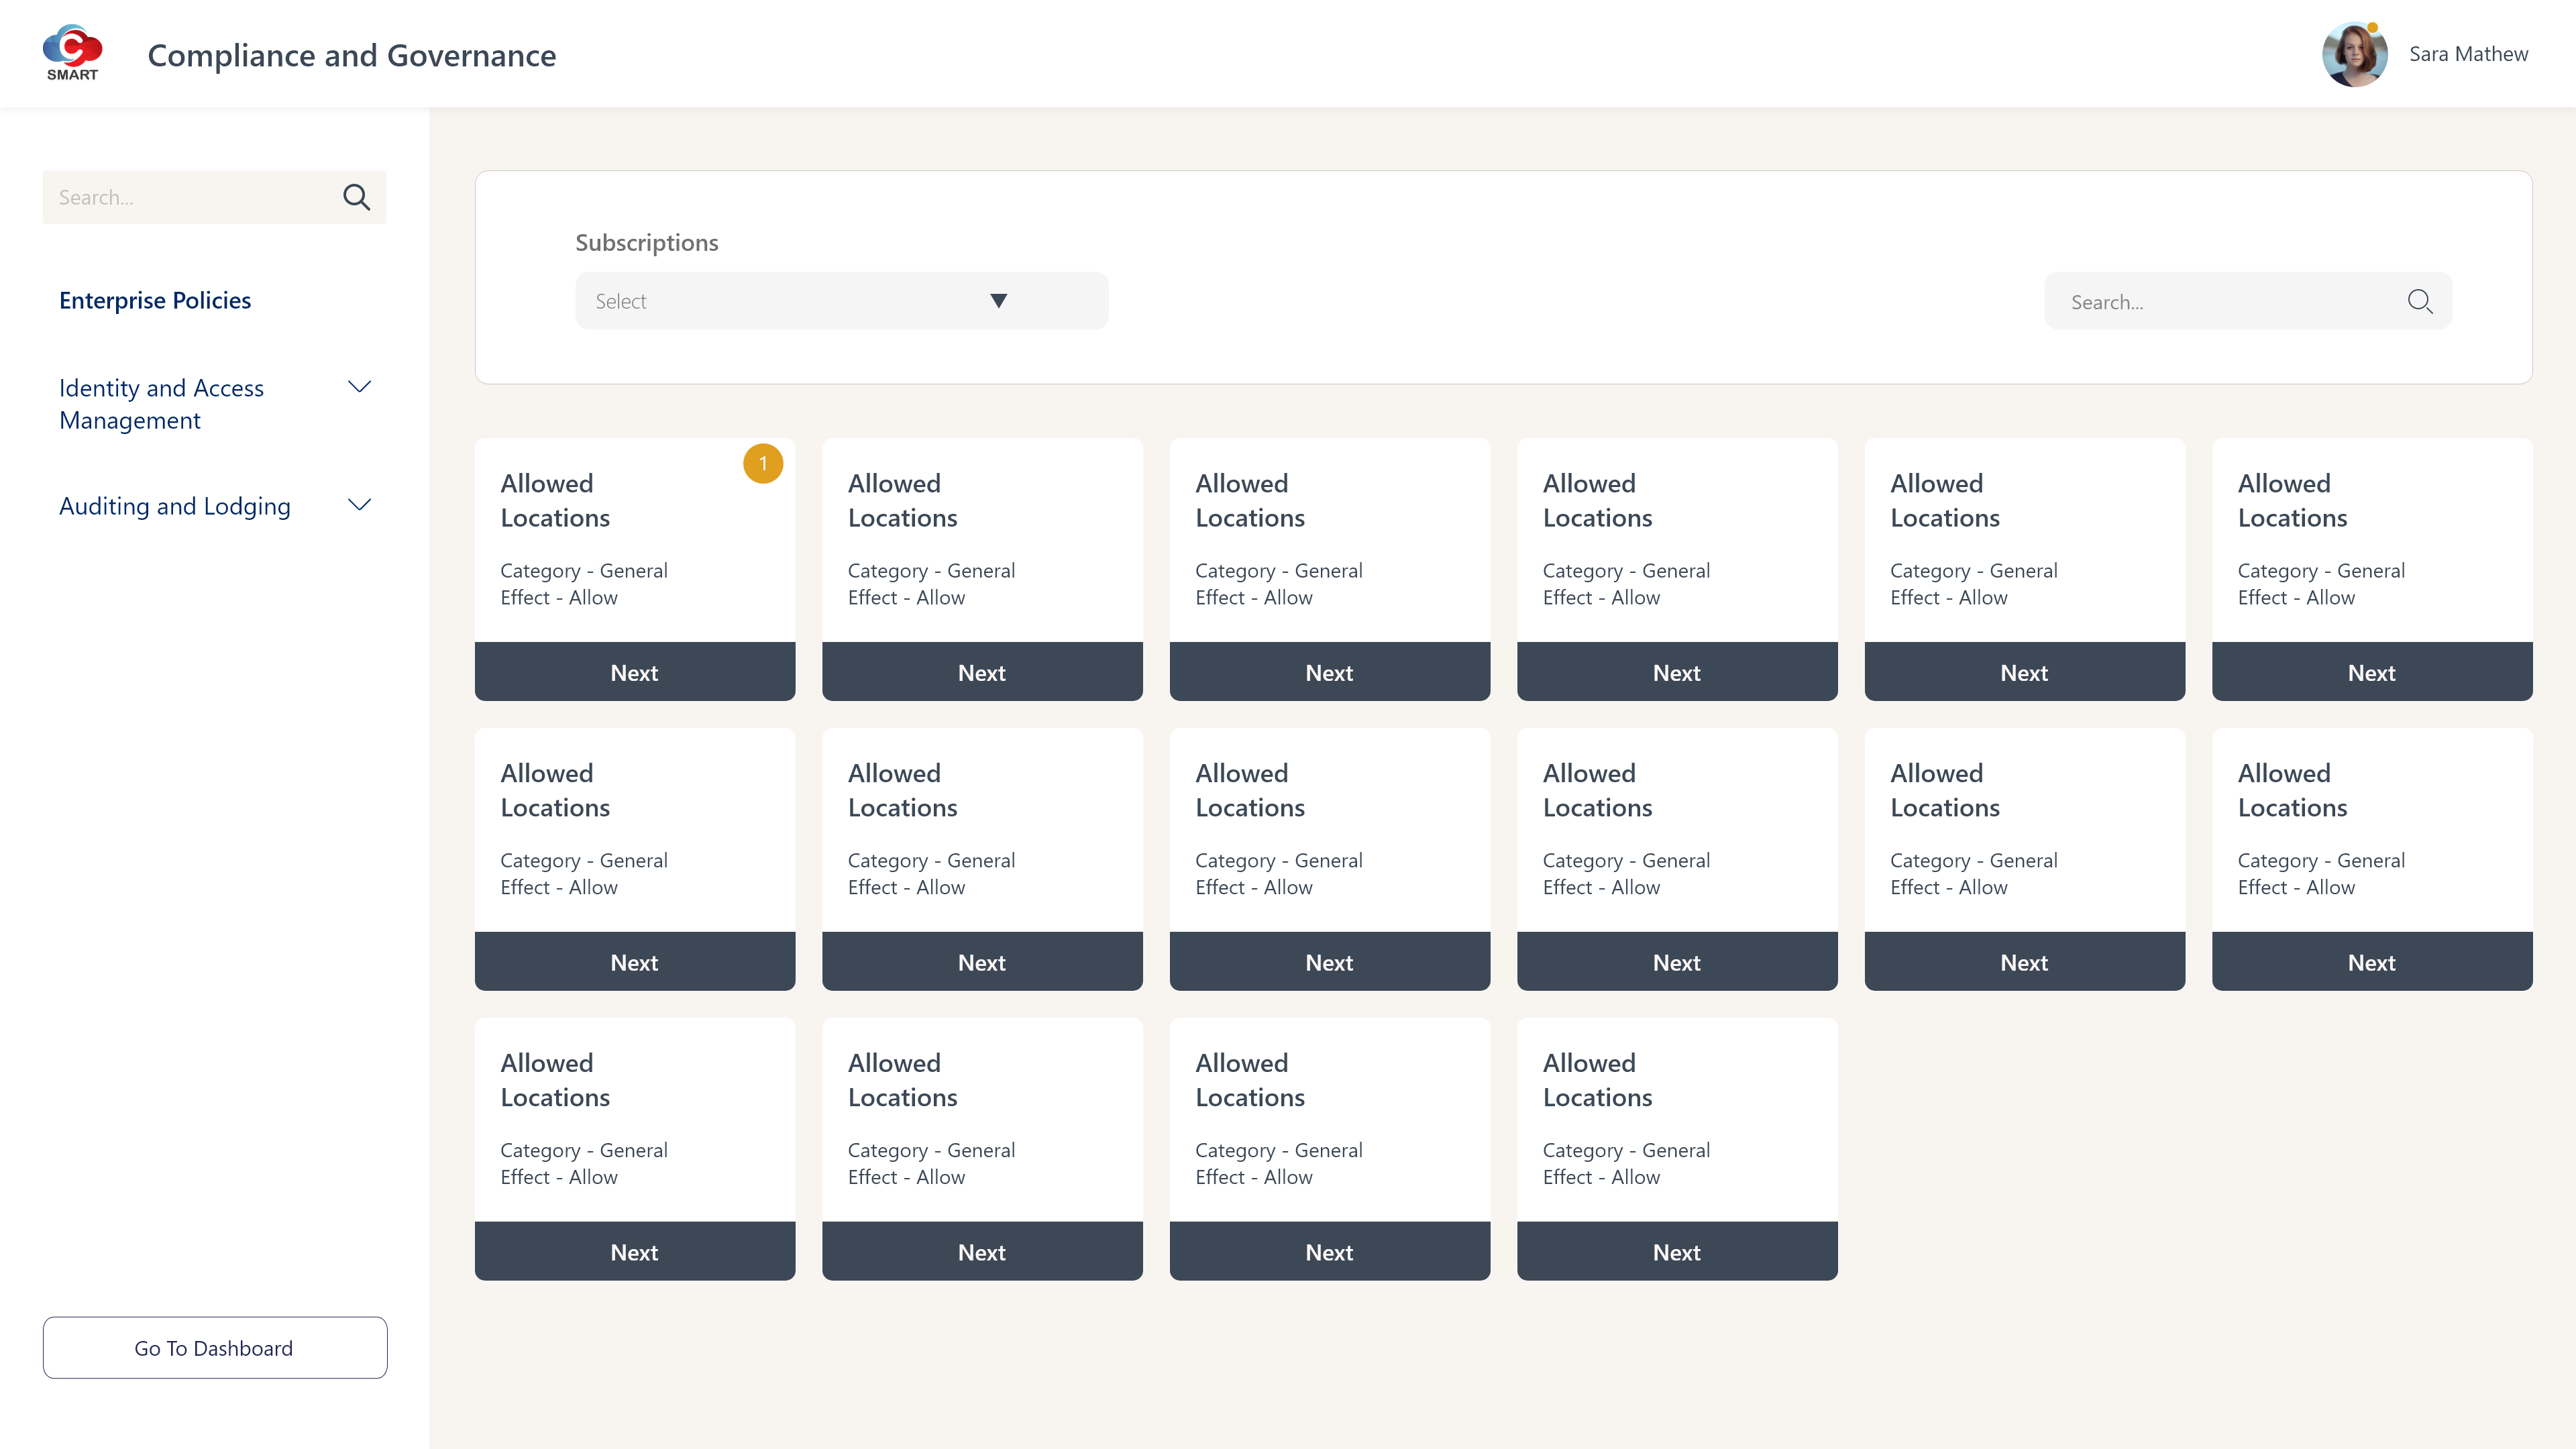 SMART
Compliance and Governance
Sara Mathew
Search...
Enterprise Policies
Identity and Access
Management
Auditing and Lodging
Go To Dashboard
Subscriptions
Select
Search...
Allowed
Locations
1
Category - General
Effect - Allow
Next
Allowed
Locations
Category - General
Effect - Allow
Next
Allowed
Locations
Category - General
Effect - Allow
Next
Allowed
Locations
Category - General
Effect - Allow
Next
Allowed
Locations
Category - General
Effect - Allow
Next
Allowed
Locations
Category - General
Effect - Allow
Next
Allowed
Locations
Category - General
Effect - Allow
Next
Allowed
Locations
Category - General
Effect - Allow
Next
Allowed
Locations
Category - General
Effect - Allow
Next
Allowed
Locations
Category - General
Effect - Allow
Next
Allowed
Locations
Category - General
Effect - Allow
Next
Allowed
Locations
Category - General
Effect - Allow
Next
Allowed
Locations
Category - General
Effect - Allow
Next
Allowed
Locations
Category - General
Effect - Allow
Next
Allowed
Locations
Category - General
Effect - Allow
Next
Allowed
Locations
Category - General
Effect - Allow
Next